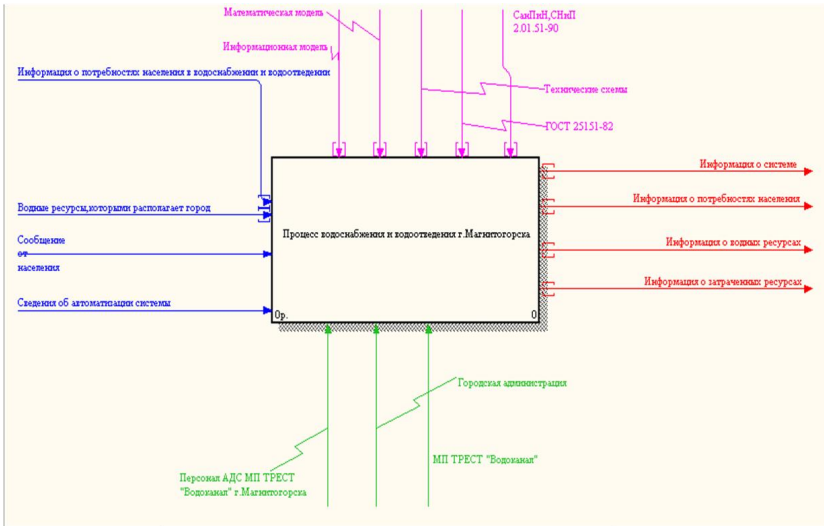 Математическая модель
СанПиН,СНиП
2.01.51-90
Информационная модель
Информация о потребностях населения в водоснабжении и водоотведении
Технические схемы
ГОСТ 25151-82
Информация о системе
Информация о потребностях населения
Водные ресурсы,которыми располагает город
Процесс водоснабжения и водоотведения г.Магнитогорска
Сообщение
от
населения
Информация о водных ресурсах
Информация о затраченных ресурсах
Сведения об автоматизации системы
0р.
0
Городская администрация
МП ТРЕСТ "Водоканал"
Персонал АДС МП ТРЕСТ
"Водоканал" г.Магнитогорска